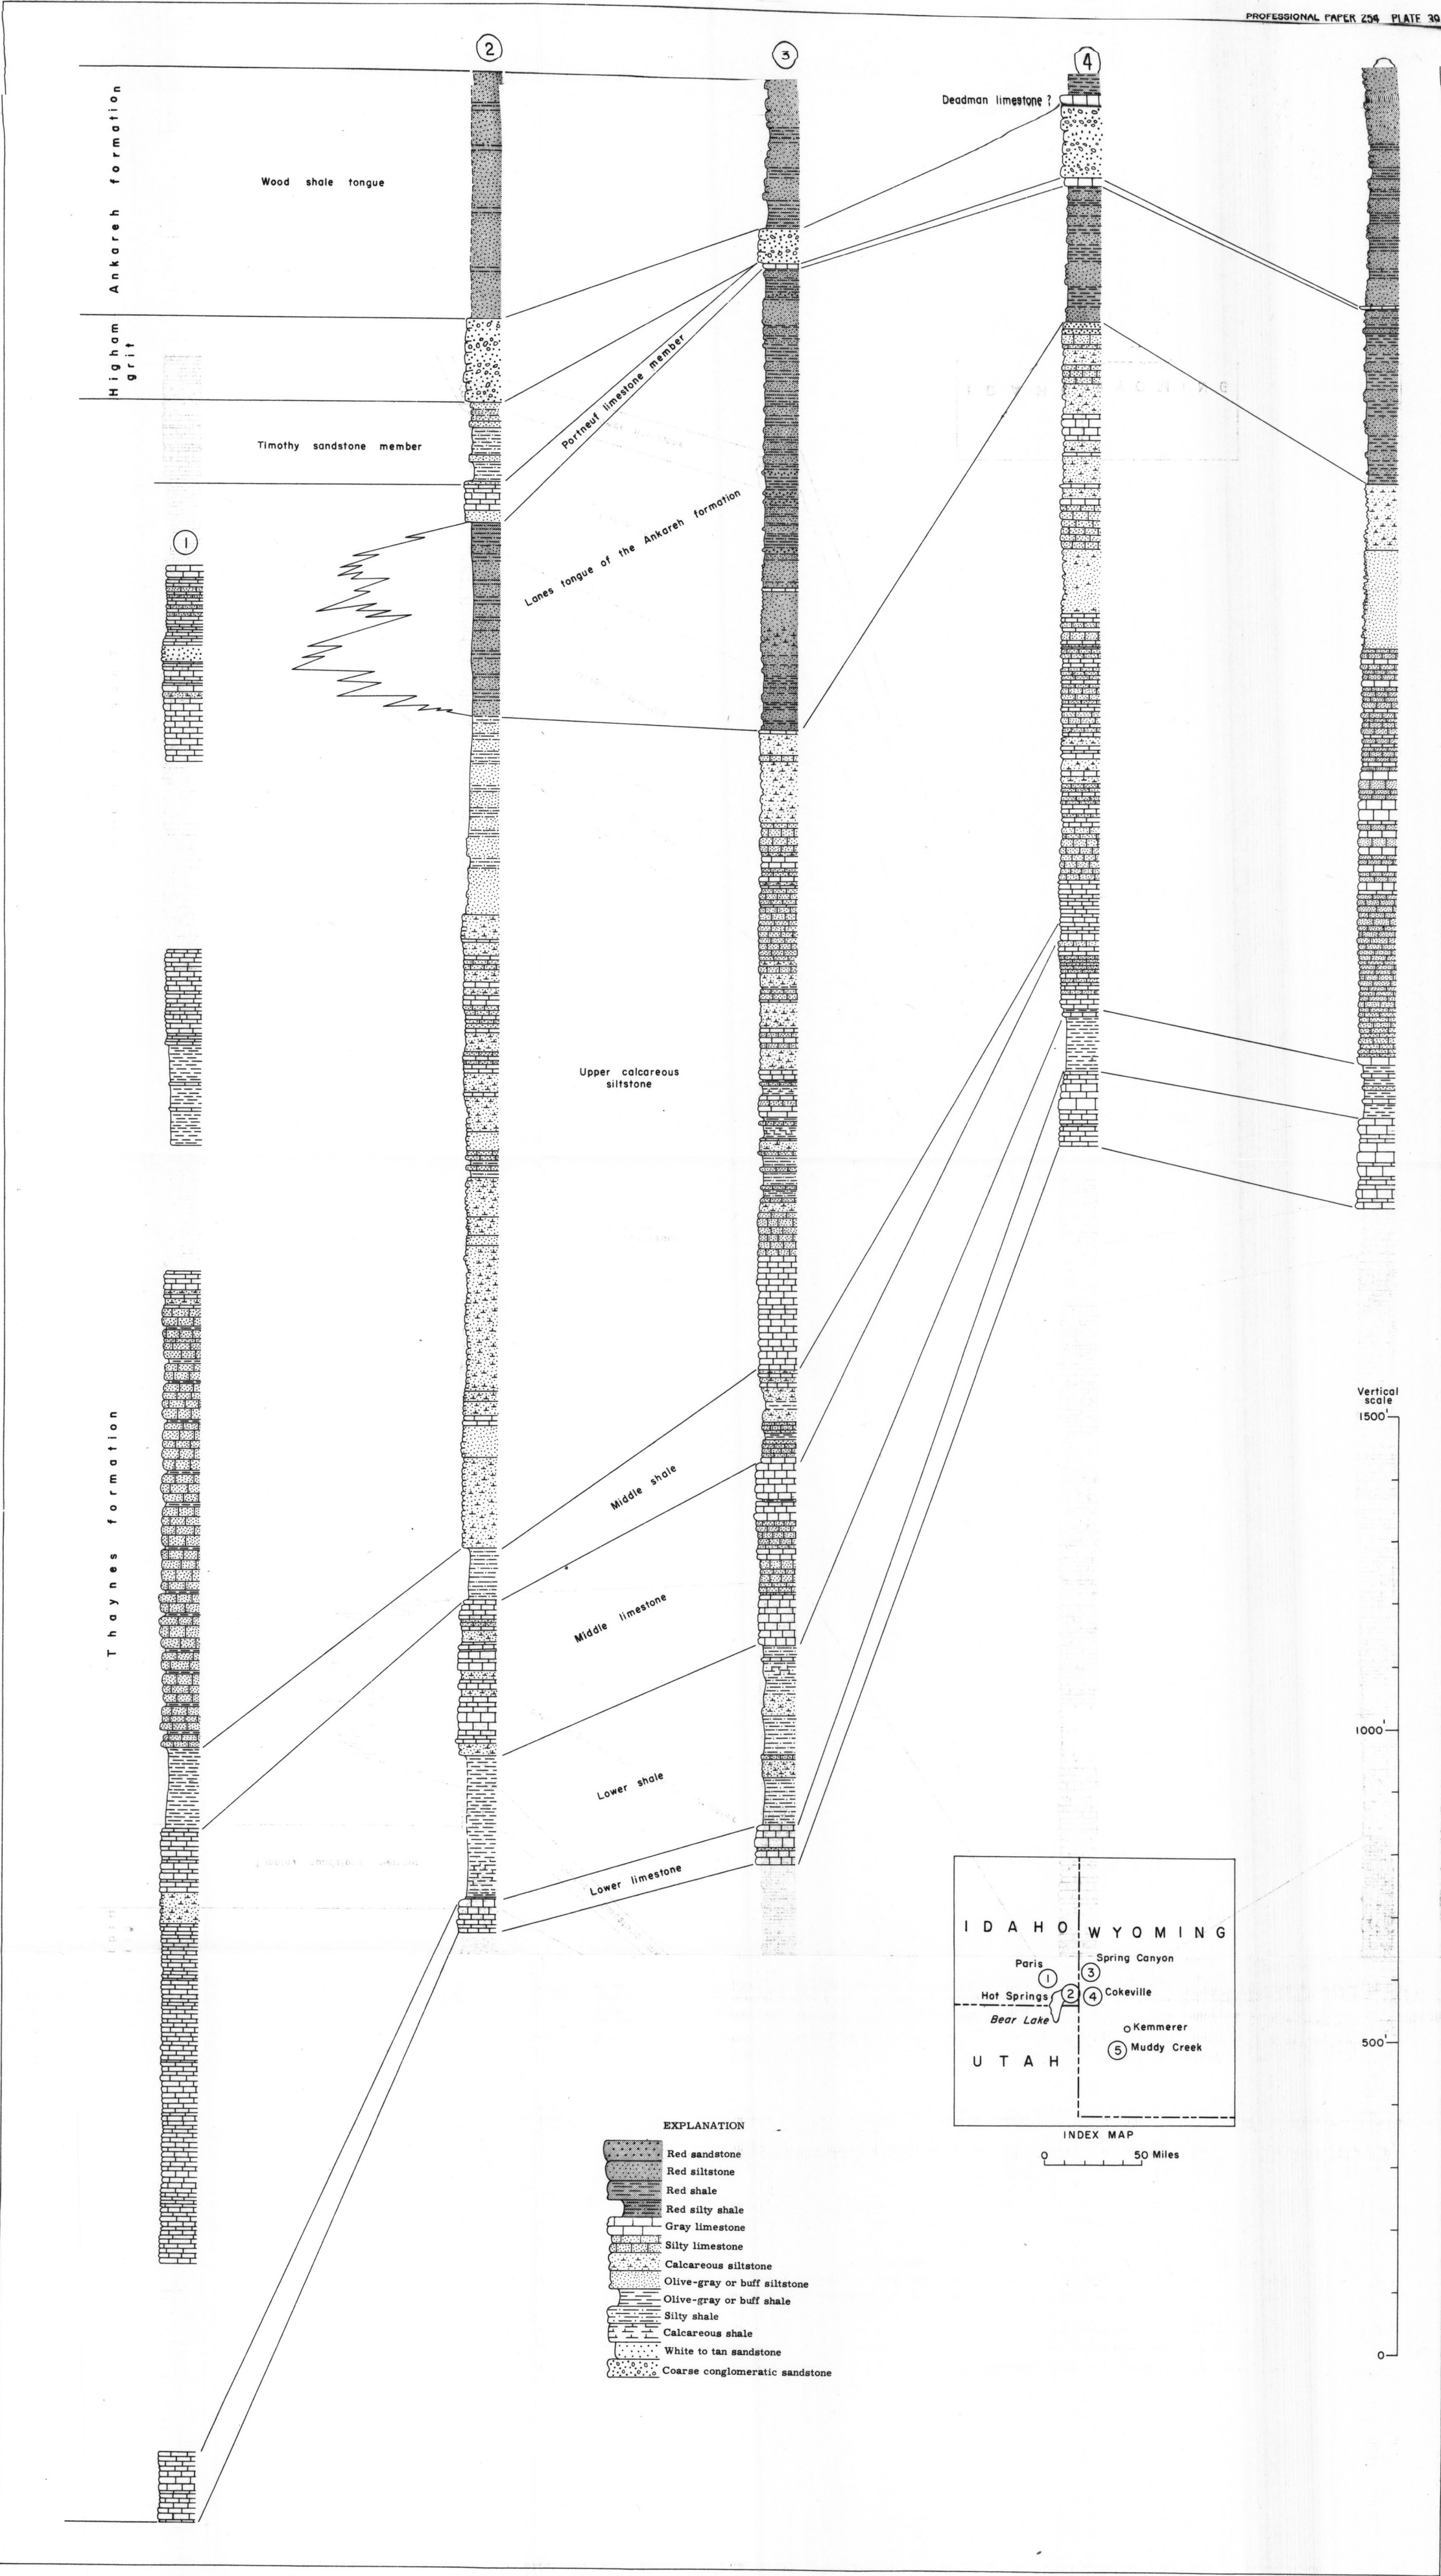 PROFESSIONAL PAPER 254 PLATE 30
2
3
4
Deadman limestone ?
Ankareh formation
Wood shale tongue
Higham
grit
Portneuf limestone member
Timothy sandstone member
1
Lanes tongue of the Ankareh formation
Upper calcareous
siltstone
Thaynes formation
Middle shale
Middle limestone
Lower shale
Lower limestone
Vertical
scale
1500'
1000'
500'
0
IDAHO
WYOMING
Paris
1
Spring Canyon
3
Hot Springs
2
4
Cokeville
Bear Lake
Kemmerer
5
Muddy Creek
UTAH
INDEX MAP
0 50 Miles
EXPLANATION
Red sandstone
Red siltstone
Red shale
Red silty shale
Gray limestone
Silty limestone
Calcareous siltstone
Olive-gray or buff siltstone
Olive-gray or buff shale
Silty shale
Calcareous shale
White to tan sandstone
Coarse conglomeratic sandstone